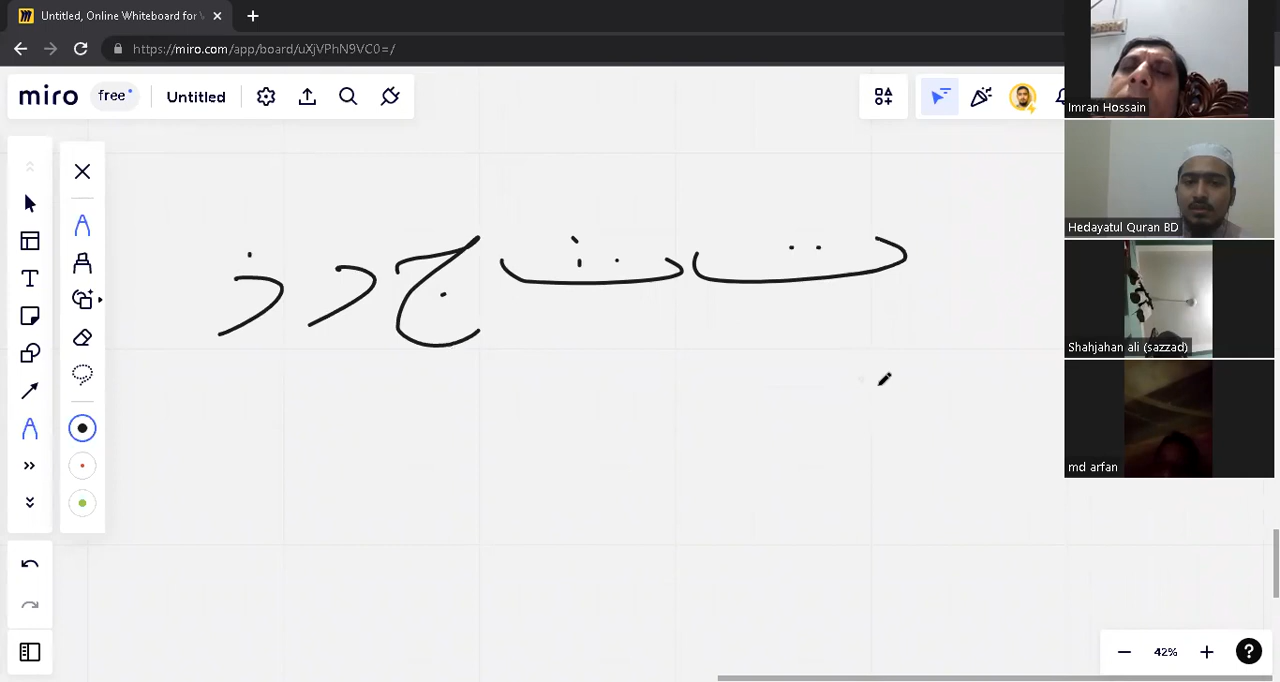 Untitled, Online Whiteboard for V
https://miro.com/app/board/uXjVPhN9VC0=/
miro free Untitled
Imran Hossain
Hedayatul Quran BD
Shahjahan ali (sazzad)
md arfan
ت ث ج د ذ
42%